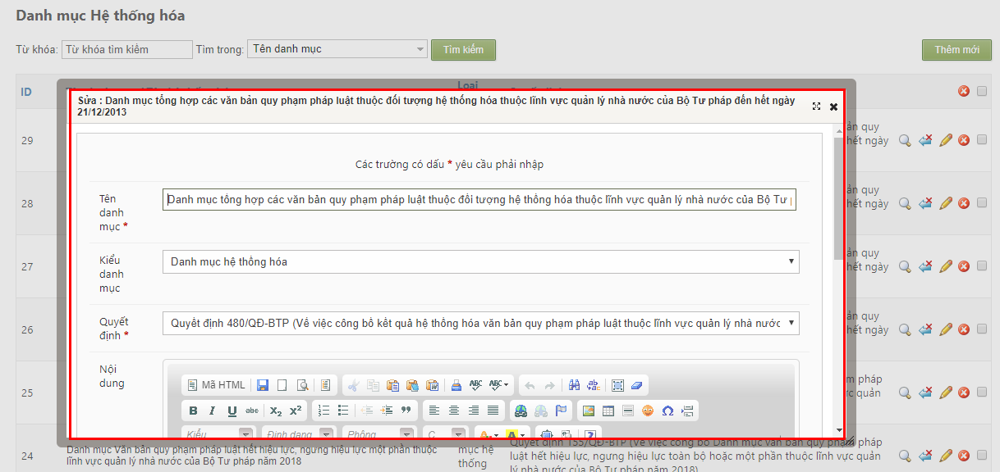 Danh mục Hệ thống hóa
Từ khóa: Từ khóa tìm kiếm Tìm trong: Tên danh mục Tìm kiếm Thêm mới
ID Loại
Sửa : Danh mục tổng hợp các văn bản quy phạm pháp luật thuộc đối tượng hệ thống hóa thuộc lĩnh vực quản lý nhà nước của Bộ Tư pháp đến hết ngày
21/12/2013
Các trường có dấu * yêu cầu phải nhập
Tên
danh
mục *
Danh mục tổng hợp các văn bản quy phạm pháp luật thuộc đối tượng hệ thống hóa thuộc lĩnh vực quản lý nhà nước của Bộ Tư
Kiểu
danh
mục
Danh mục hệ thống hóa
Quyết
định *
Quyết định 480/QĐ-BTP (Về việc công bố kết quả hệ thống hóa văn bản quy phạm pháp luật thuộc lĩnh vực quản lý nhà nước
Nội
dung
Mã HTML
ABC ABC
B I U abc X₂ X²
Kiểu Định dạng Phông C A A
29
ản quy
hết ngày
28
ản quy
hết ngày
27
ản quy
hết ngày
26
ản quy
hết ngày
25
m pháp
ực quản
24
Danh mục Văn bản quy phạm pháp luật hết hiệu lực, ngưng hiệu lực một phần thuộc
lĩnh vực quản lý nhà nước của Bộ Tư pháp năm 2018
mục hệ
thống
Quyết định 155/QĐ-BTP (Về việc công bố Danh mục văn bản quy phạm pháp
luật hết hiệu lực, ngưng hiệu lực toàn bộ hoặc một phần thuộc lĩnh vực quản
lý nhà nước của Bộ Tư pháp năm 2018)